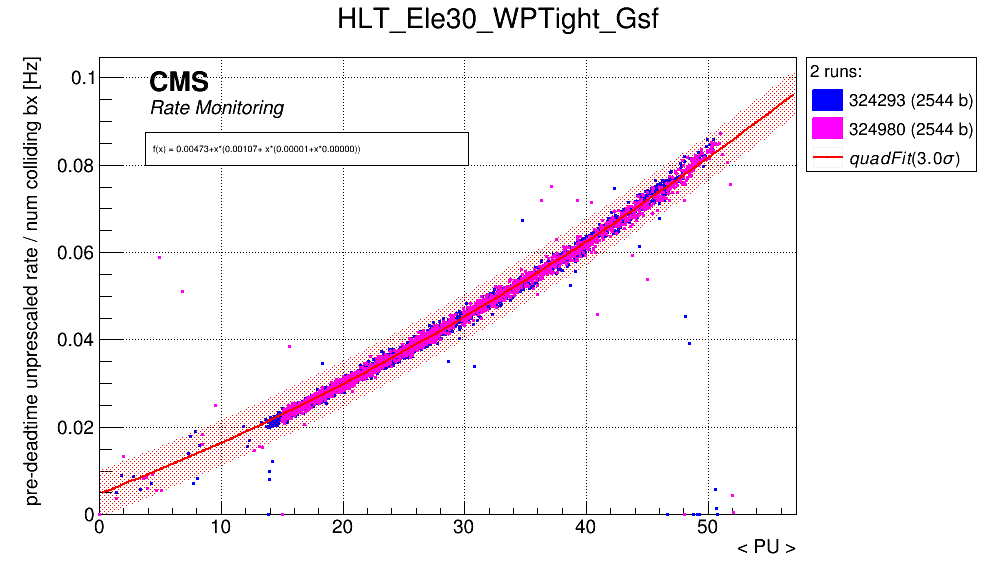 HLT_Ele30_WPTight_Gsf
pre-deadtime unprescaled rate / num colliding bx [Hz]
0.1
0.08
0.06
0.04
0.02
0
CMS
Rate Monitoring
f(x) = 0.00473+x*(0.00107+ x*(0.00001+x*0.00000))
0 10 20 30 40 50
< PU >
2 runs:
324293 (2544 b)
324980 (2544 b)
quadFit(3.0σ)